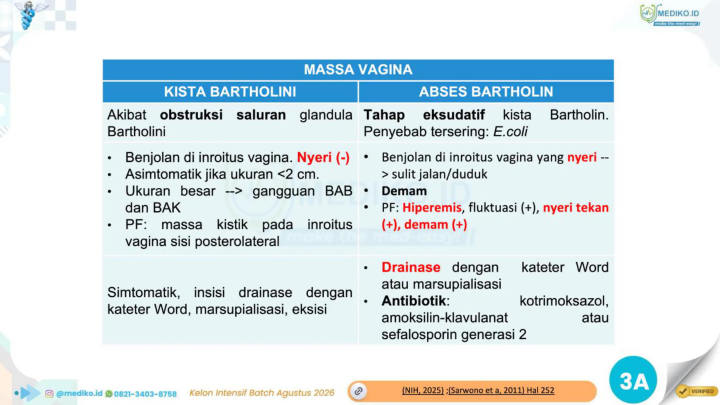 MEDIKO.ID
MASSA VAGINA
KISTA BARTHOLINI
ABSES BARTHOLIN
Akibat obstruksi saluran glandula
Bartholini
Tahap eksudatif kista Bartholin.
Penyebab tersering: E.coli
• Benjolan di inroitus vagina. Nyeri (-)
• Asimtomatik jika ukuran <2 cm.
• Ukuran besar --> gangguan BAB
dan BAK
• PF: massa kistik pada inroitus
vagina sisi posterolateral
• Benjolan di inroitus vagina yang nyeri --
> sulit jalan/duduk
• Demam
• PF: Hiperemis, fluktuasi (+), nyeri tekan
(+), demam (+)
Simtomatik, insisi drainase dengan
kateter Word, marsupialisasi, eksisi
• Drainase dengan kateter Word
atau marsupialisasi
• Antibiotik: kotrimoksazol,
amoksilin-klavulanat atau
sefalosporin generasi 2
@mediko.id 0821-3403-8758 Kelon Intensif Batch Agustus 2026
(NIH, 2025) ;(Sarwono et a, 2011) Hal 252
3A
VERIFIED